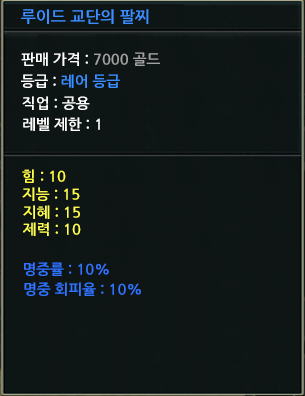 루이드 교단의 팔찌
판매 가격 : 7000 골드
등급 : 레어 등급
직업 : 공용
레벨 제한 : 1
힘 : 10
지능 : 15
지혜 : 15
제력 : 10
명중률 : 10%
명중 회피율 : 10%